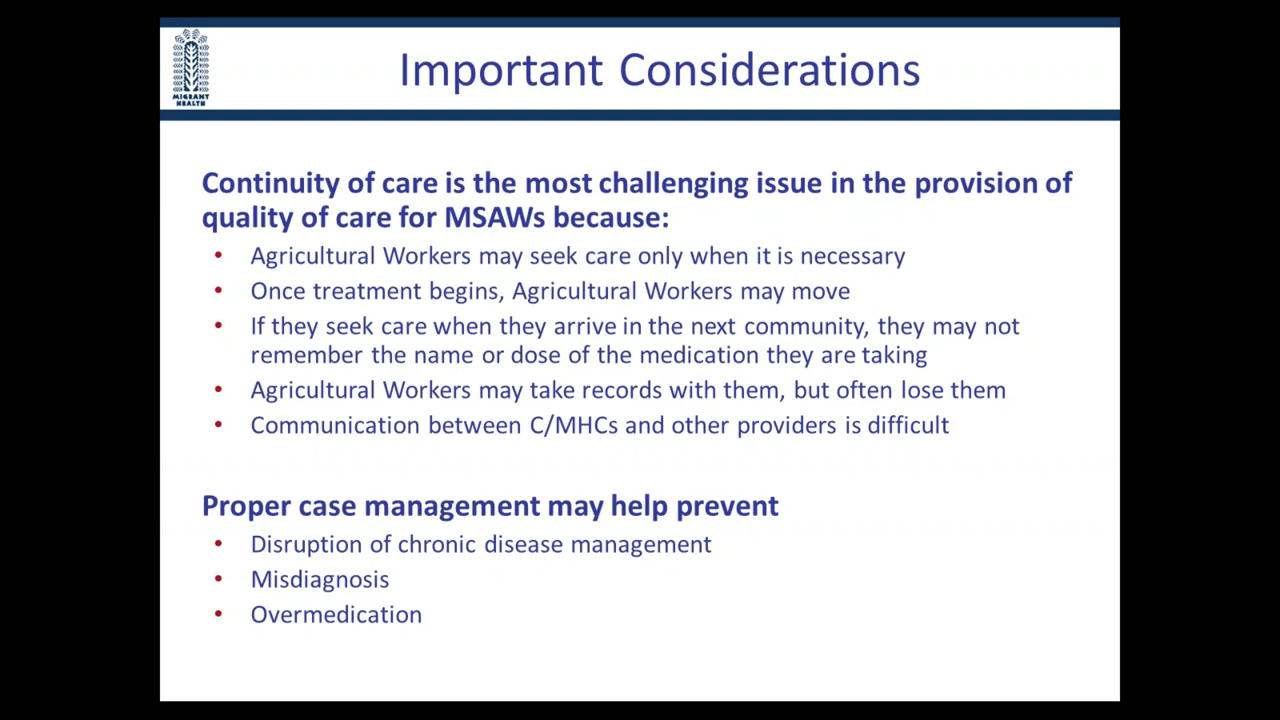 MIGRANT
HEALTH
Important Considerations
Continuity of care is the most challenging issue in the provision of
quality of care for MSAWs because:
• Agricultural Workers may seek care only when it is necessary
• Once treatment begins, Agricultural Workers may move
• If they seek care when they arrive in the next community, they may not
remember the name or dose of the medication they are taking
• Agricultural Workers may take records with them, but often lose them
• Communication between C/MHCs and other providers is difficult
Proper case management may help prevent
• Disruption of chronic disease management
• Misdiagnosis
• Overmedication